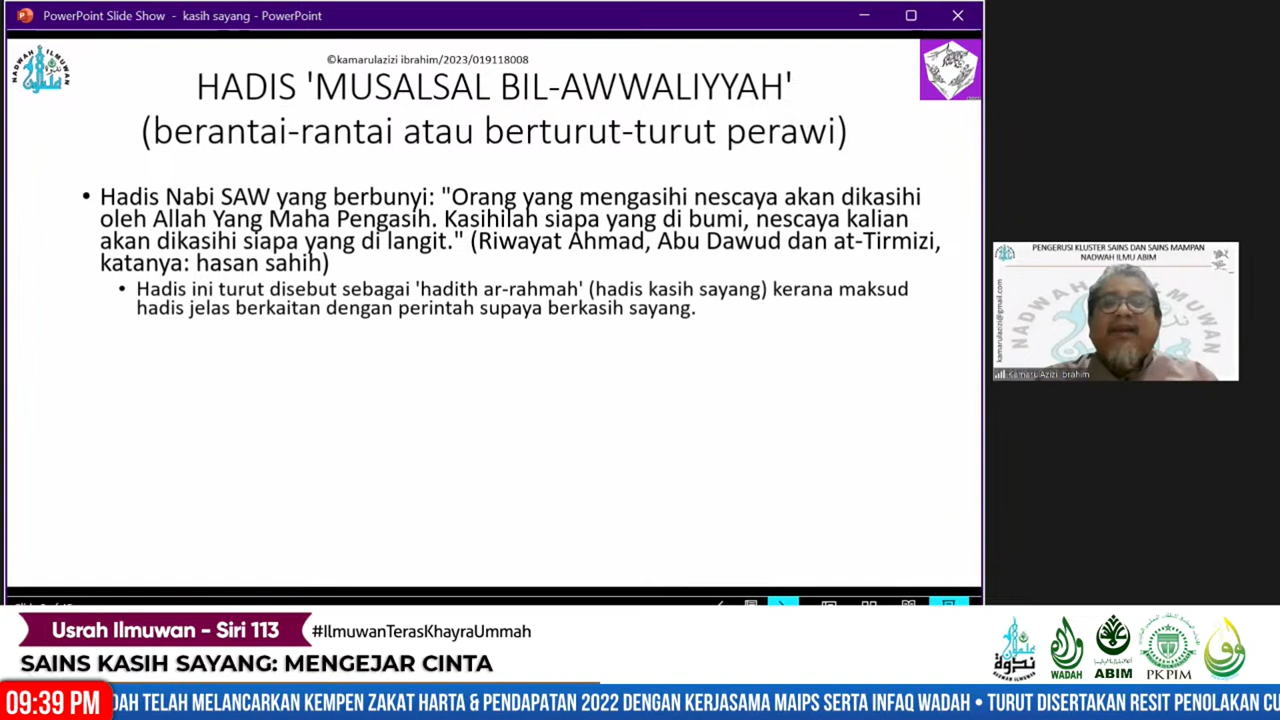 PowerPoint Slide Show - kasih sayang - PowerPoint
NADWAH ILMUWAN
©kamarulazizi ibrahim/2023/019118008
HADIS 'MUSALSAL BIL-AWWALIYYAH'
(berantai-rantai atau berturut-turut perawi)
• Hadis Nabi SAW yang berbunyi: "Orang yang mengasihi nescaya akan dikasihi
oleh Allah Yang Maha Pengasih. Kasihilah siapa yang di bumi, nescaya kalian
akan dikasihi siapa yang di langit." (Riwayat Ahmad, Abu Dawud dan at-Tirmizi,
katanya: hasan sahih)
• Hadis ini turut disebut sebagai 'hadith ar-rahmah' (hadis kasih sayang) kerana maksud
hadis jelas berkaitan dengan perintah supaya berkasih sayang.
PENGERUSI KLUSTER SAINS DAN SAINS MAMPAN
NADWAH ILMU ABIM
kamarulazizi@gmail.com
Usrah Ilmuwan - Siri 113
#IlmuwanTerasKhayraUmmah
SAINS KASIH SAYANG: MENGEJAR CINTA
WADAH
ABIM
PKPIM
09:39 PM
DAH TELAH MELANCARKAN KEMPEN ZAKAT HARTA & PENDAPATAN 2022 DENGAN KERJASAMA MAIPS SERTA INFAQ WADAH • TURUT DISERTAKAN RESIT PENOLAKAN CU